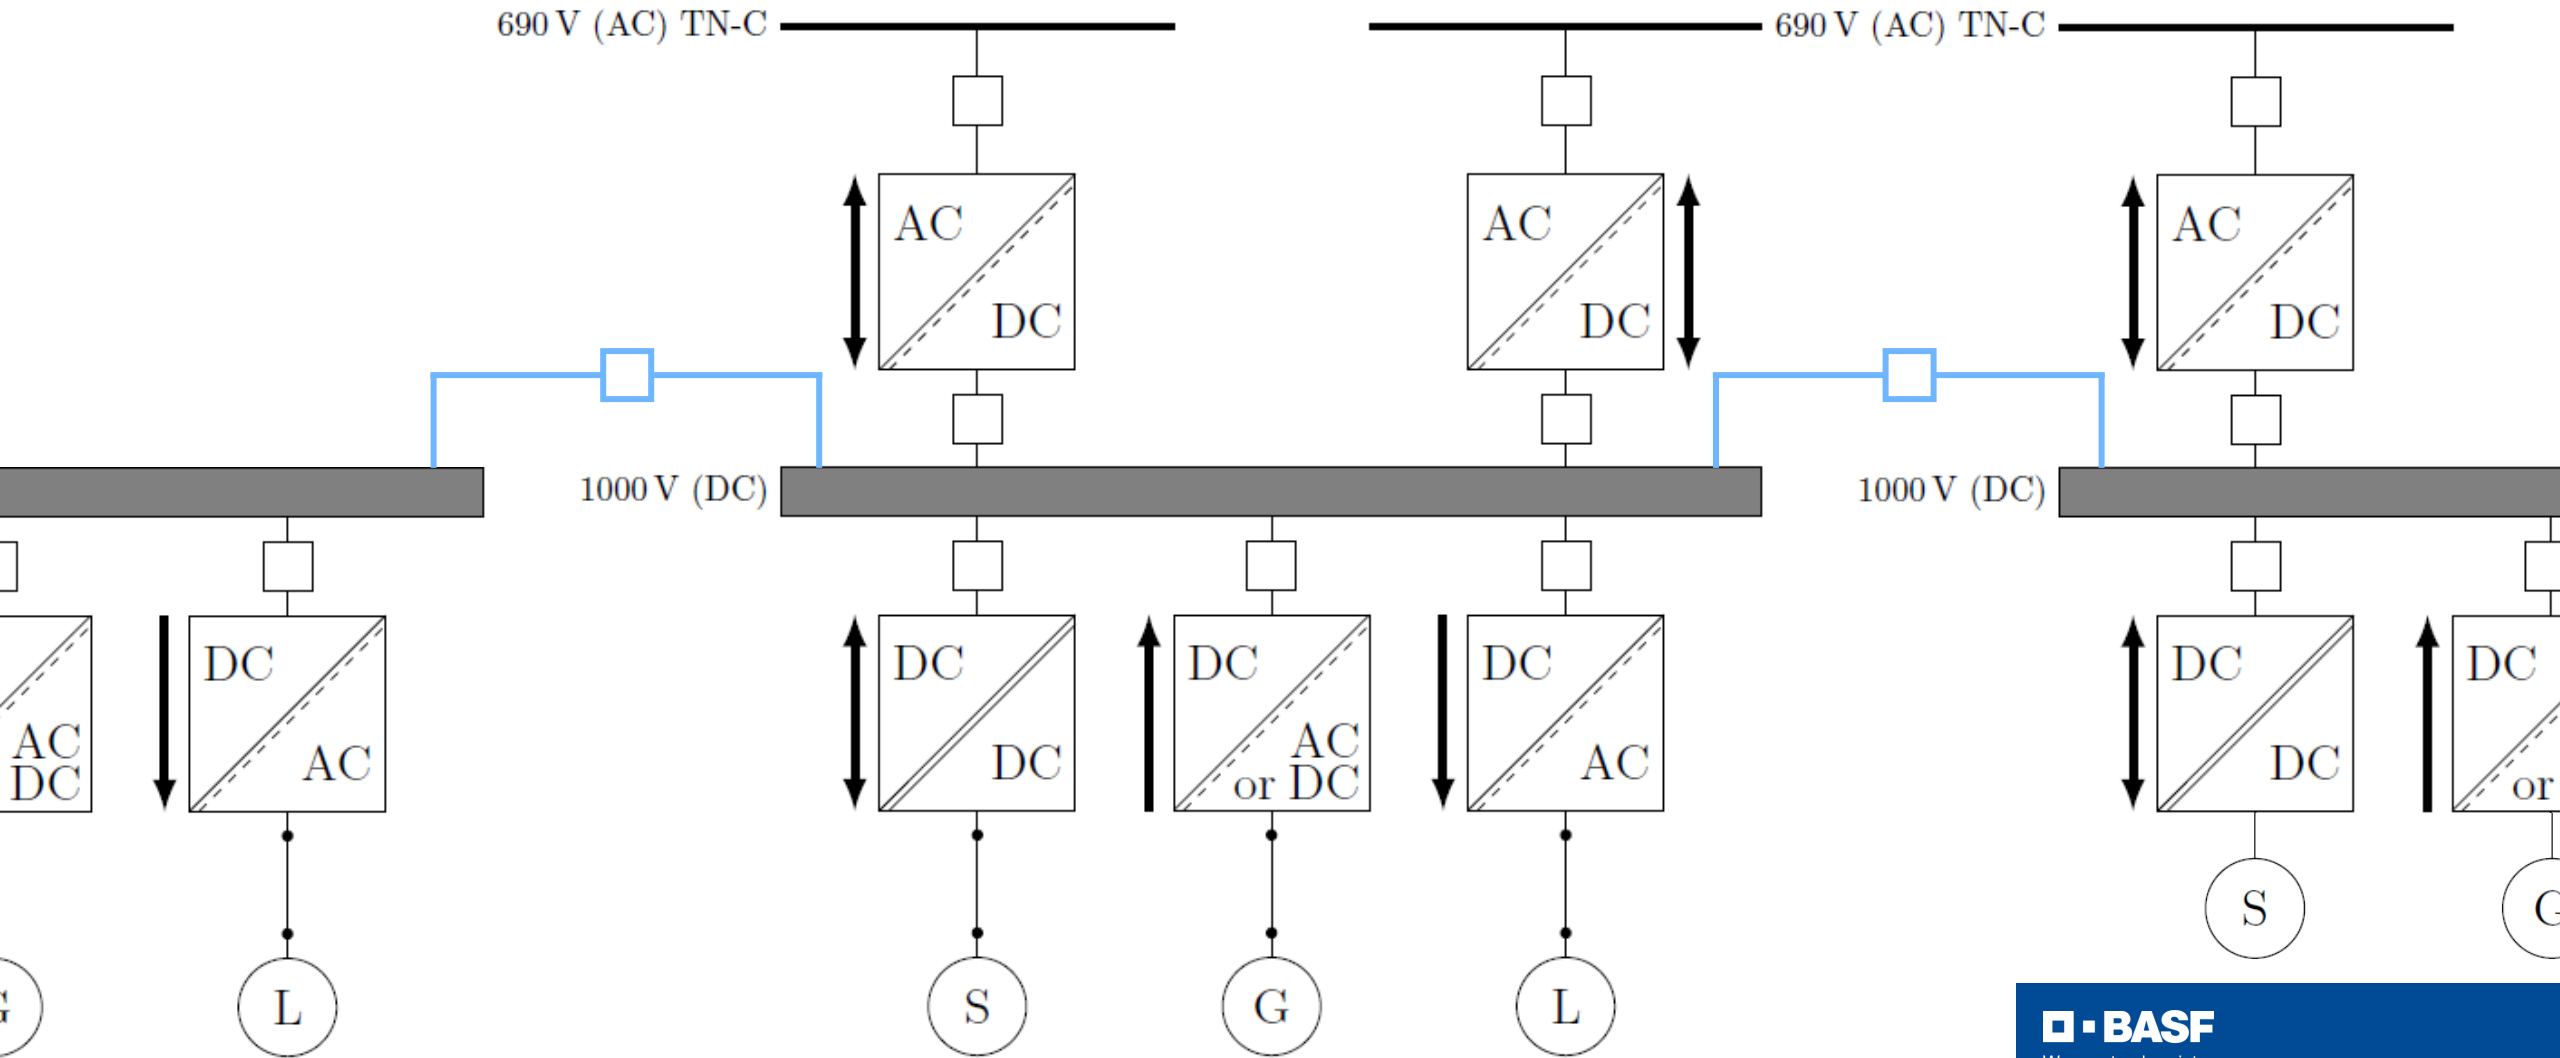 690 V (AC) TN-C
690 V (AC) TN-C
AC
DC
AC
DC
AC
DC
1000 V (DC)
1000 V (DC)
AC
DC
DC
AC
DC
DC
DC
AC
or DC
DC
AC
DC
DC
DC
or
L
S
G
L
S
BASF